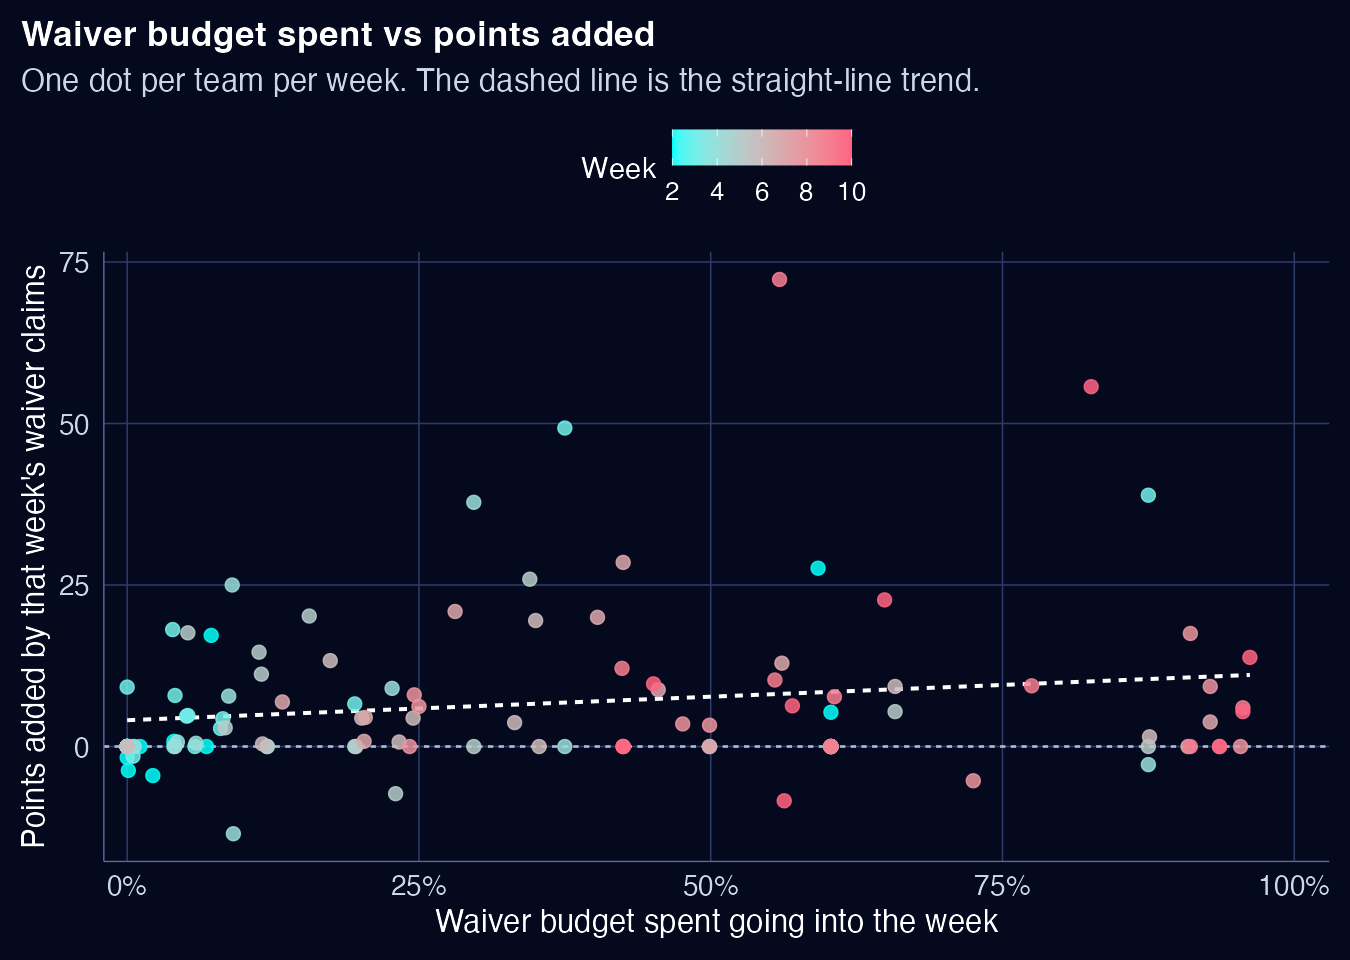 Waiver budget spent vs points added
One dot per team per week. The dashed line is the straight-line trend.
Week
2 4 6 8 10
Points added by that week's waiver claims
75
50
25
0
0% 25% 50% 75% 100%
Waiver budget spent going into the week